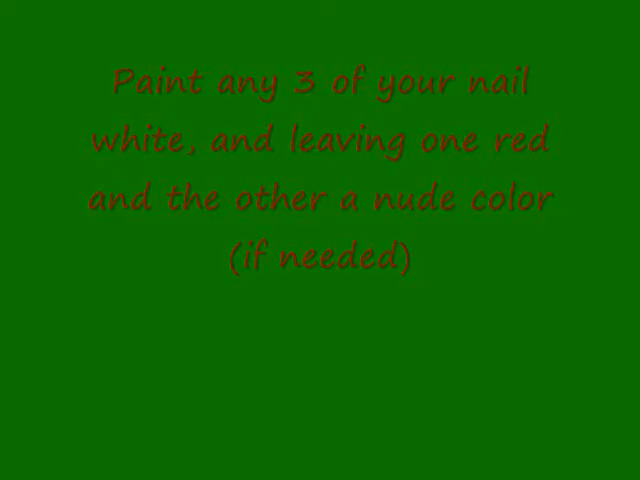 Paint any 3 of your nail
white, and leaving one red
and the other a nude color
(if needed)